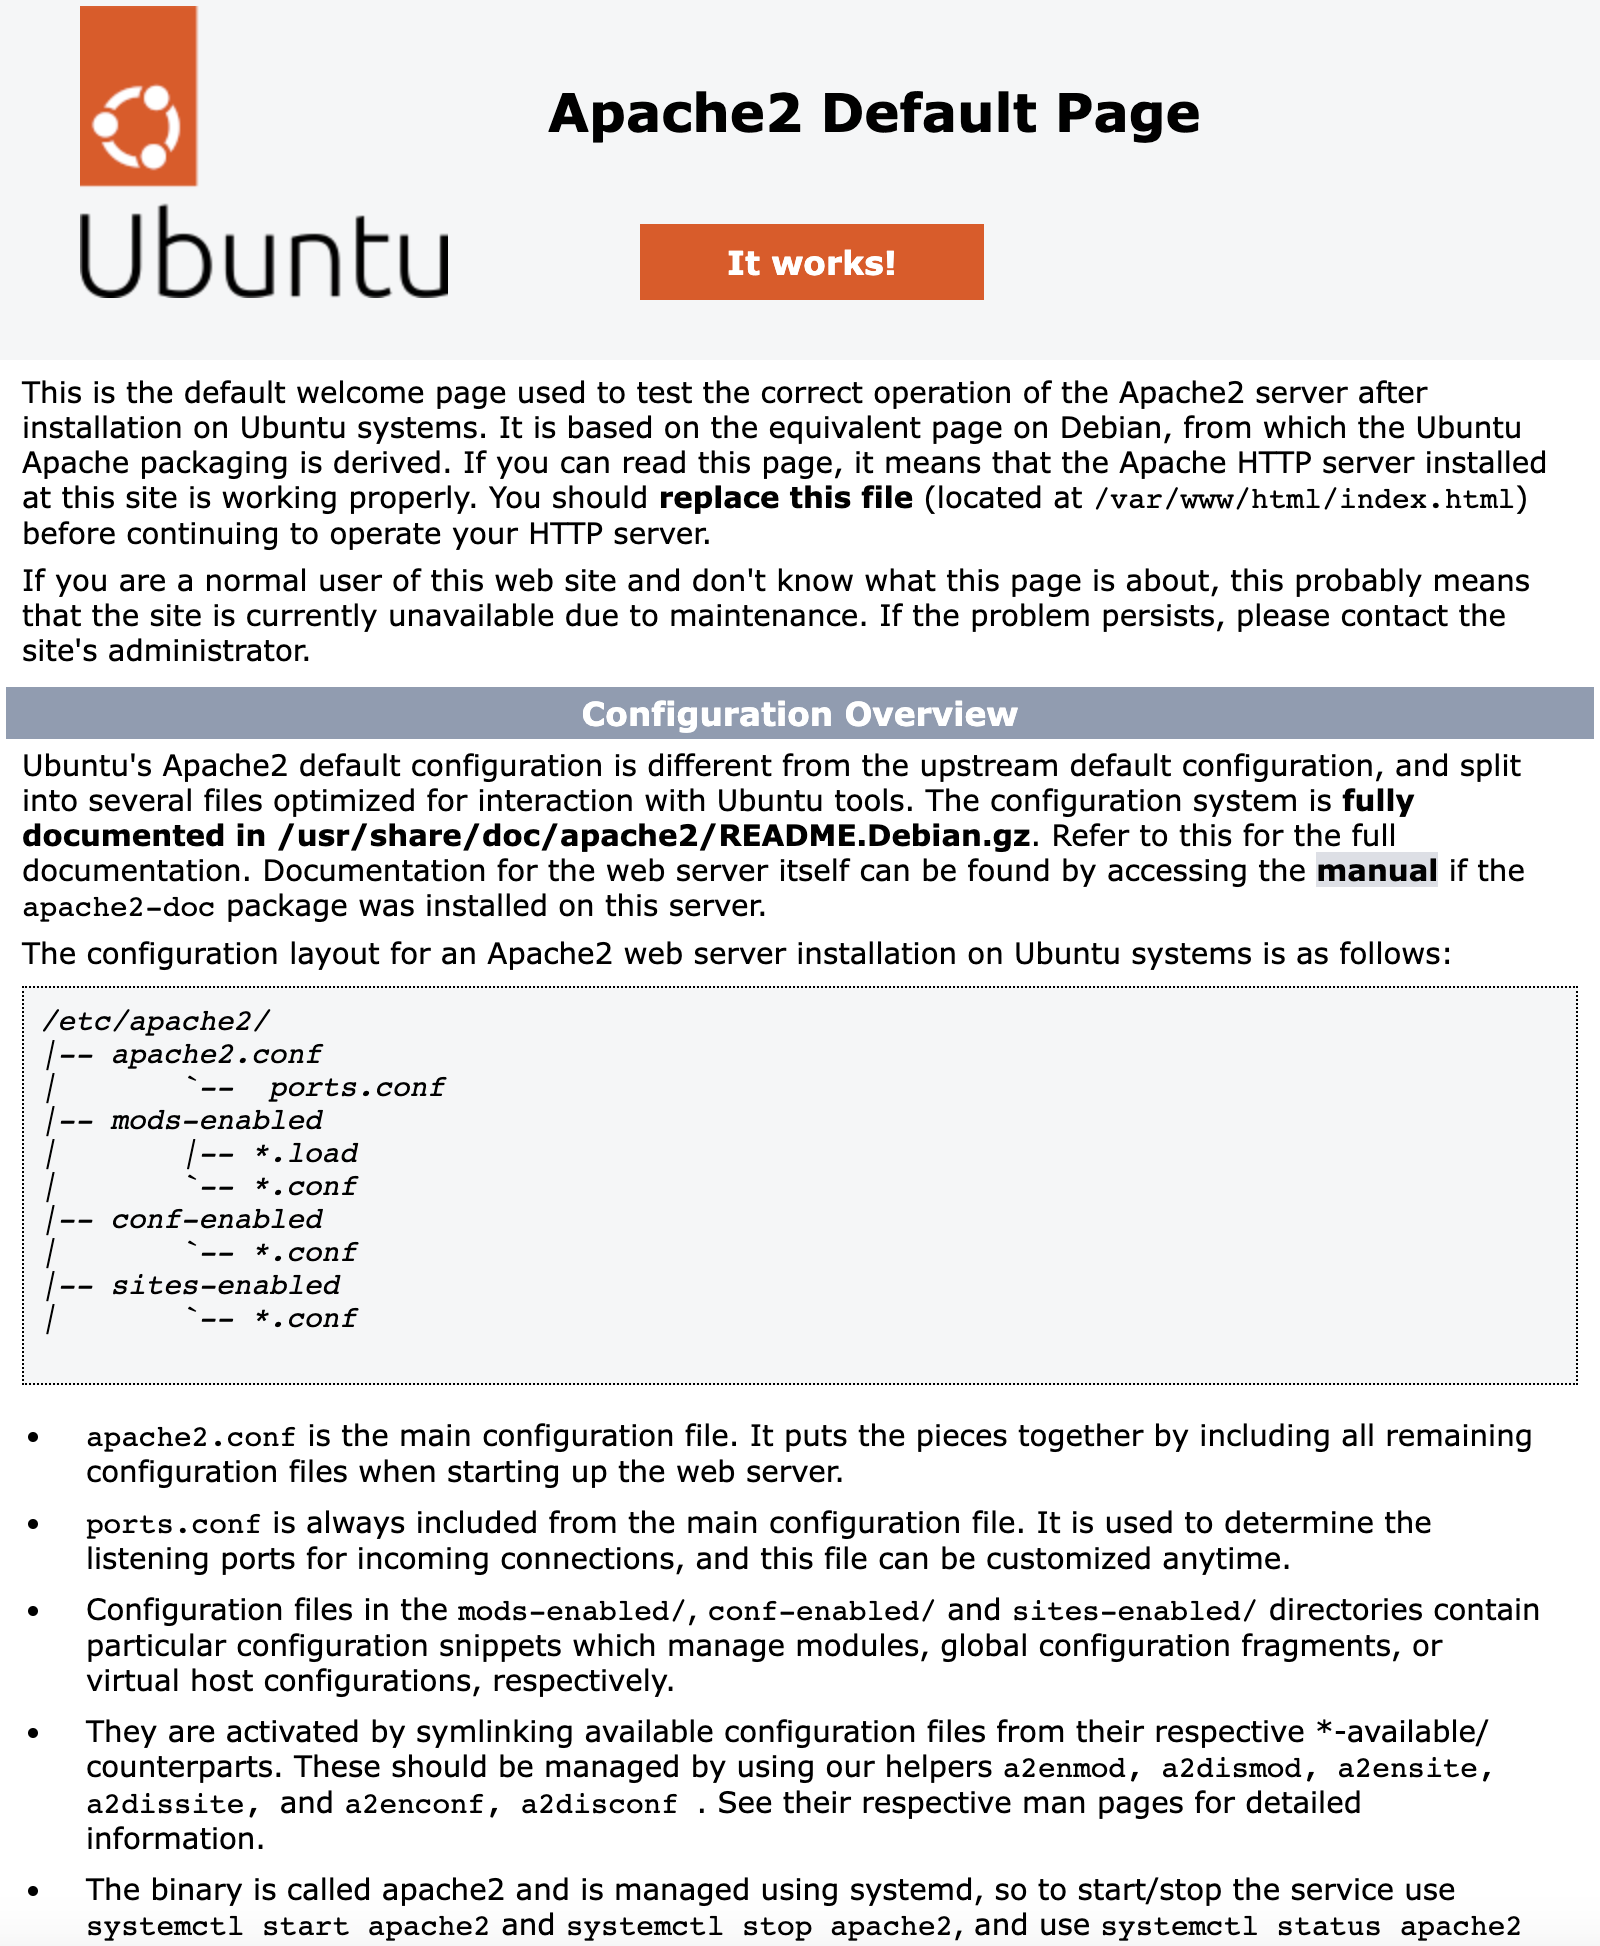 Apache2 Default Page
Ubuntu
It works!
This is the default welcome page used to test the correct operation of the Apache2 server after
installation on Ubuntu systems. It is based on the equivalent page on Debian, from which the Ubuntu
Apache packaging is derived. If you can read this page, it means that the Apache HTTP server installed
at this site is working properly. You should replace this file (located at /var/www/html/index.html)
before continuing to operate your HTTP server.
If you are a normal user of this web site and don't know what this page is about, this probably means
that the site is currently unavailable due to maintenance. If the problem persists, please contact the
site's administrator.
Configuration Overview
Ubuntu's Apache2 default configuration is different from the upstream default configuration, and split
into several files optimized for interaction with Ubuntu tools. The configuration system is fully
documented in /usr/share/doc/apache2/README.Debian.gz. Refer to this for the full
documentation. Documentation for the web server itself can be found by accessing the manual if the
apache2-doc package was installed on this server.
The configuration layout for an Apache2 web server installation on Ubuntu systems is as follows:
/etc/apache2/
|-- apache2.conf
|       `--  ports.conf
|-- mods-enabled
|       |-- *.load
|       `-- *.conf
|-- conf-enabled
|       `-- *.conf
|-- sites-enabled
|       `-- *.conf
• apache2.conf is the main configuration file. It puts the pieces together by including all remaining
configuration files when starting up the web server.
• ports.conf is always included from the main configuration file. It is used to determine the
listening ports for incoming connections, and this file can be customized anytime.
• Configuration files in the mods-enabled/, conf-enabled/ and sites-enabled/ directories contain
particular configuration snippets which manage modules, global configuration fragments, or
virtual host configurations, respectively.
• They are activated by symlinking available configuration files from their respective *-available/
counterparts. These should be managed by using our helpers a2enmod, a2dismod, a2ensite,
a2dissite, and a2enconf, a2disconf . See their respective man pages for detailed
information.
• The binary is called apache2 and is managed using systemd, so to start/stop the service use
systemctl start apache2 and systemctl stop apache2, and use systemctl status apache2